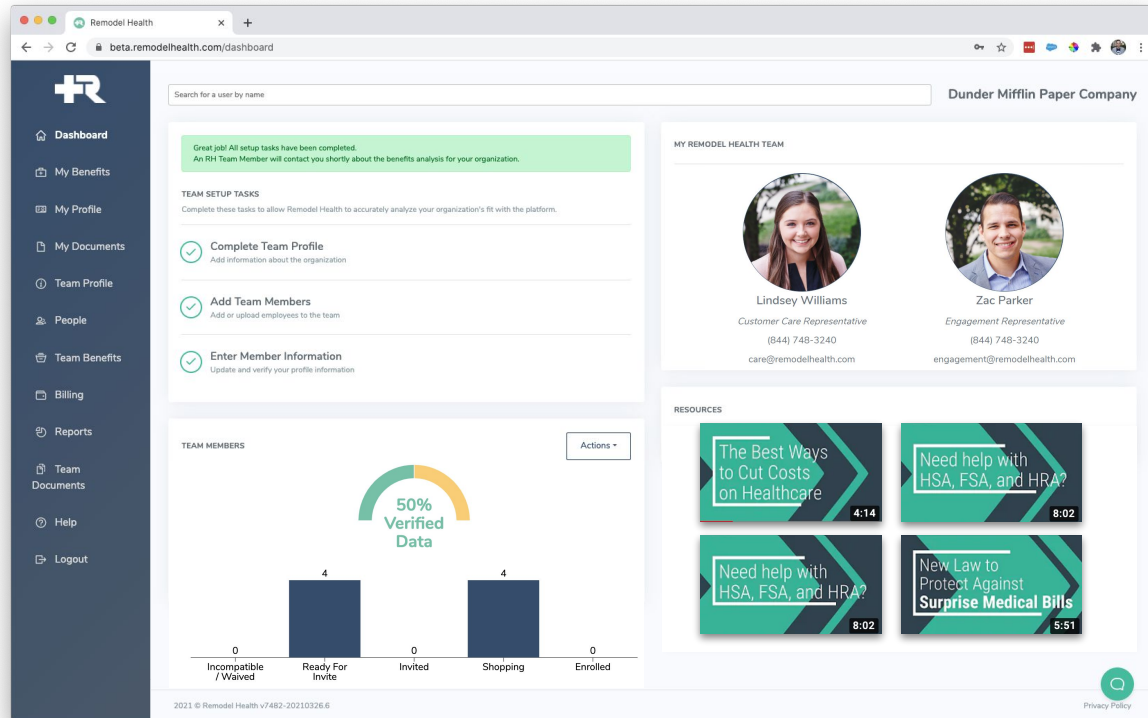 Remodel Health
beta.remodelhealth.com/dashboard
R
Dashboard
My Benefits
My Profile
My Documents
Team Profile
People
Team Benefits
Billing
Reports
Team
Documents
Help
Logout
Search for a user by name
Dunder Mifflin Paper Company
Great job! All setup tasks have been completed.
An RH Team Member will contact you shortly about the benefits analysis for your organization.
TEAM SETUP TASKS
Complete these tasks to allow Remodel Health to accurately analyze your organization's fit with the platform.
Complete Team Profile
Add information about the organization
Add Team Members
Add or upload employees to the team
Enter Member Information
Update and verify your profile information
MY REMODEL HEALTH TEAM
Lindsey Williams
Customer Care Representative
(844) 748-3240
care@remodelhealth.com
Zac Parker
Engagement Representative
(844) 748-3240
engagement@remodelhealth.com
TEAM MEMBERS
Actions
50%
Verified
Data
0
4
0
4
0
Incompatible
/ Waived
Ready For
Invite
Invited
Shopping
Enrolled
RESOURCES
The Best Ways
to Cut Costs
on Healthcare
4:14
Need help with
HSA, FSA, and HRA?
8:02
Need help with
HSA, FSA, and HRA?
8:02
New Law to
Protect Against
Surprise Medical Bills
5:51
2021 © Remodel Health v7482-20210326.6
Privacy Policy